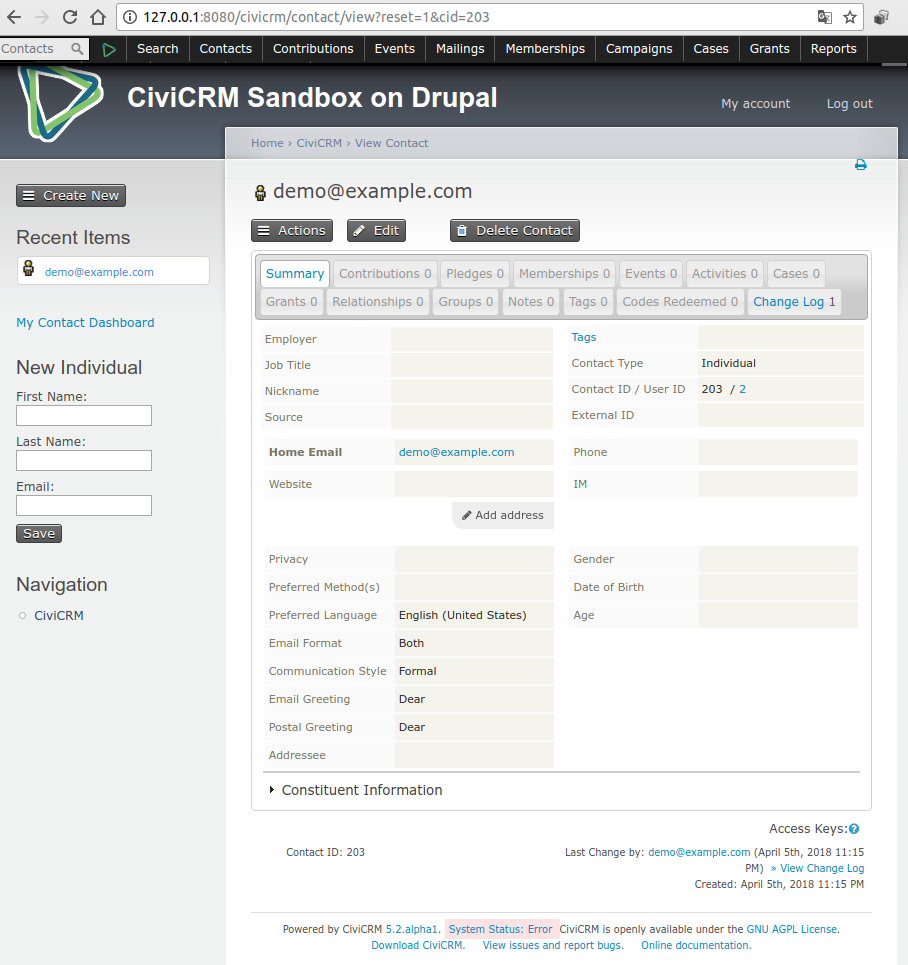 127.0.0.1:8080/civicrm/contact/view?reset=1&cid=203
Contacts Search Contacts Contributions Events Mailings Memberships Campaigns Cases Grants Reports
CiviCRM Sandbox on Drupal
My account Log out
Home › CiviCRM › View Contact
Create New
Recent Items
demo@example.com
My Contact Dashboard
New Individual
First Name:
Last Name:
Email:
Save
Navigation
CiviCRM
demo@example.com
Actions Edit Delete Contact
Summary Contributions 0 Pledges 0 Memberships 0 Events 0 Activities 0 Cases 0
Grants 0 Relationships 0 Groups 0 Notes 0 Tags 0 Codes Redeemed 0 Change Log 1
Employer
Job Title
Nickname
Source
Tags
Contact Type Individual
Contact ID / User ID 203 / 2
External ID
Home Email demo@example.com
Website
Phone
IM
Add address
Privacy
Preferred Method(s)
Preferred Language English (United States)
Email Format Both
Communication Style Formal
Email Greeting Dear
Postal Greeting Dear
Addressee
Gender
Date of Birth
Age
Constituent Information
Access Keys:?
Contact ID: 203
Last Change by: demo@example.com (April 5th, 2018 11:15
PM) » View Change Log
Created: April 5th, 2018 11:15 PM
Powered by CiviCRM 5.2.alpha1. System Status: Error CiviCRM is openly available under the GNU AGPL License.
Download CiviCRM. View issues and report bugs. Online documentation.